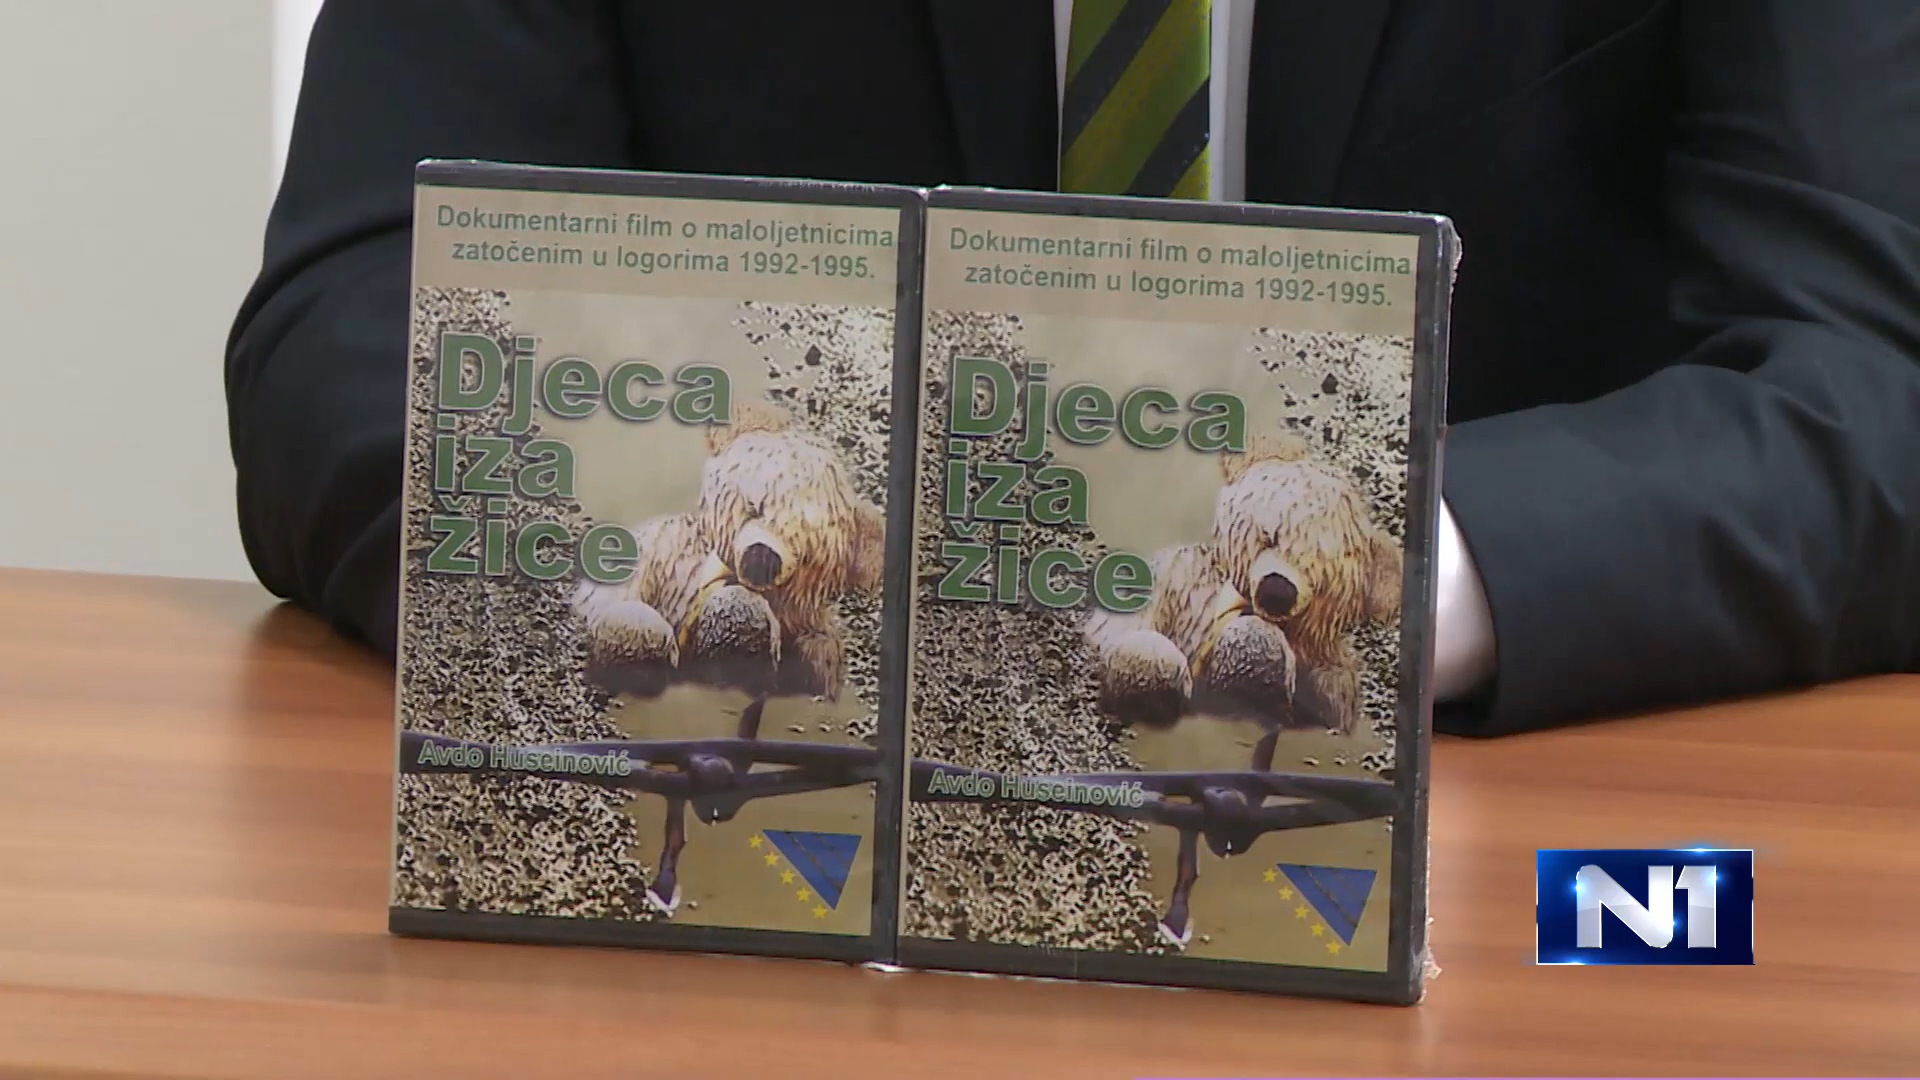 Dokumentarni film o maloljetnicima
zatočenim u logorima 1992-1995.
Djeca
iza
žice
Avdo Huseinović
Dokumentarni film o maloljetnicima
zatočenim u logorima 1992-1995.
Djeca
iza
žice
Avdo Huseinović
N1